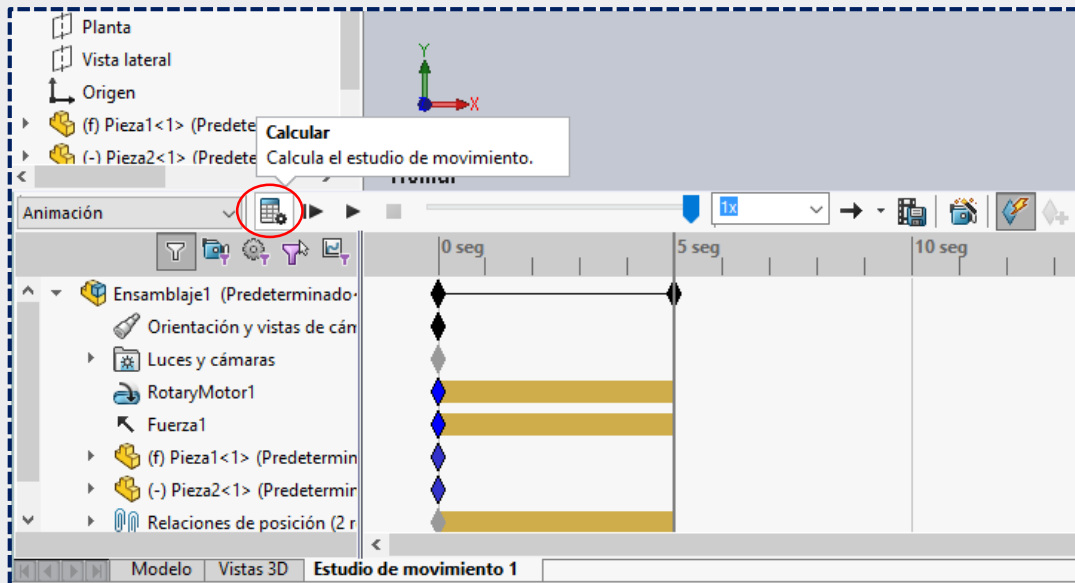 Planta
Vista lateral
Origen
(f) Pieza1<1> (Predete
(-) Pieza2<1> (Predete
Calcular
Calcula el estudio de movimiento.
Y
X
Animación
1x
0 seg
5 seg
10 seg
Ensamblaje1 (Predeterminado
Orientación y vistas de cám
Luces y cámaras
RotaryMotor1
Fuerza1
(f) Pieza1<1> (Predetermin
(-) Pieza2<1> (Predetermin
Relaciones de posición (2 r
Modelo
Vistas 3D
Estudio de movimiento 1